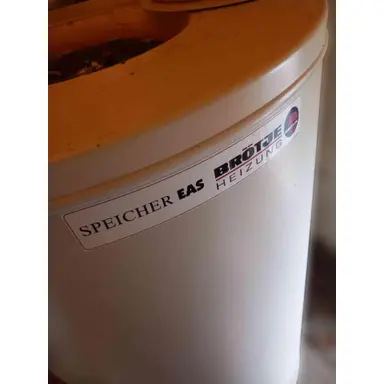 SPEICHER EAS BRÖTJE
HEIZUNG